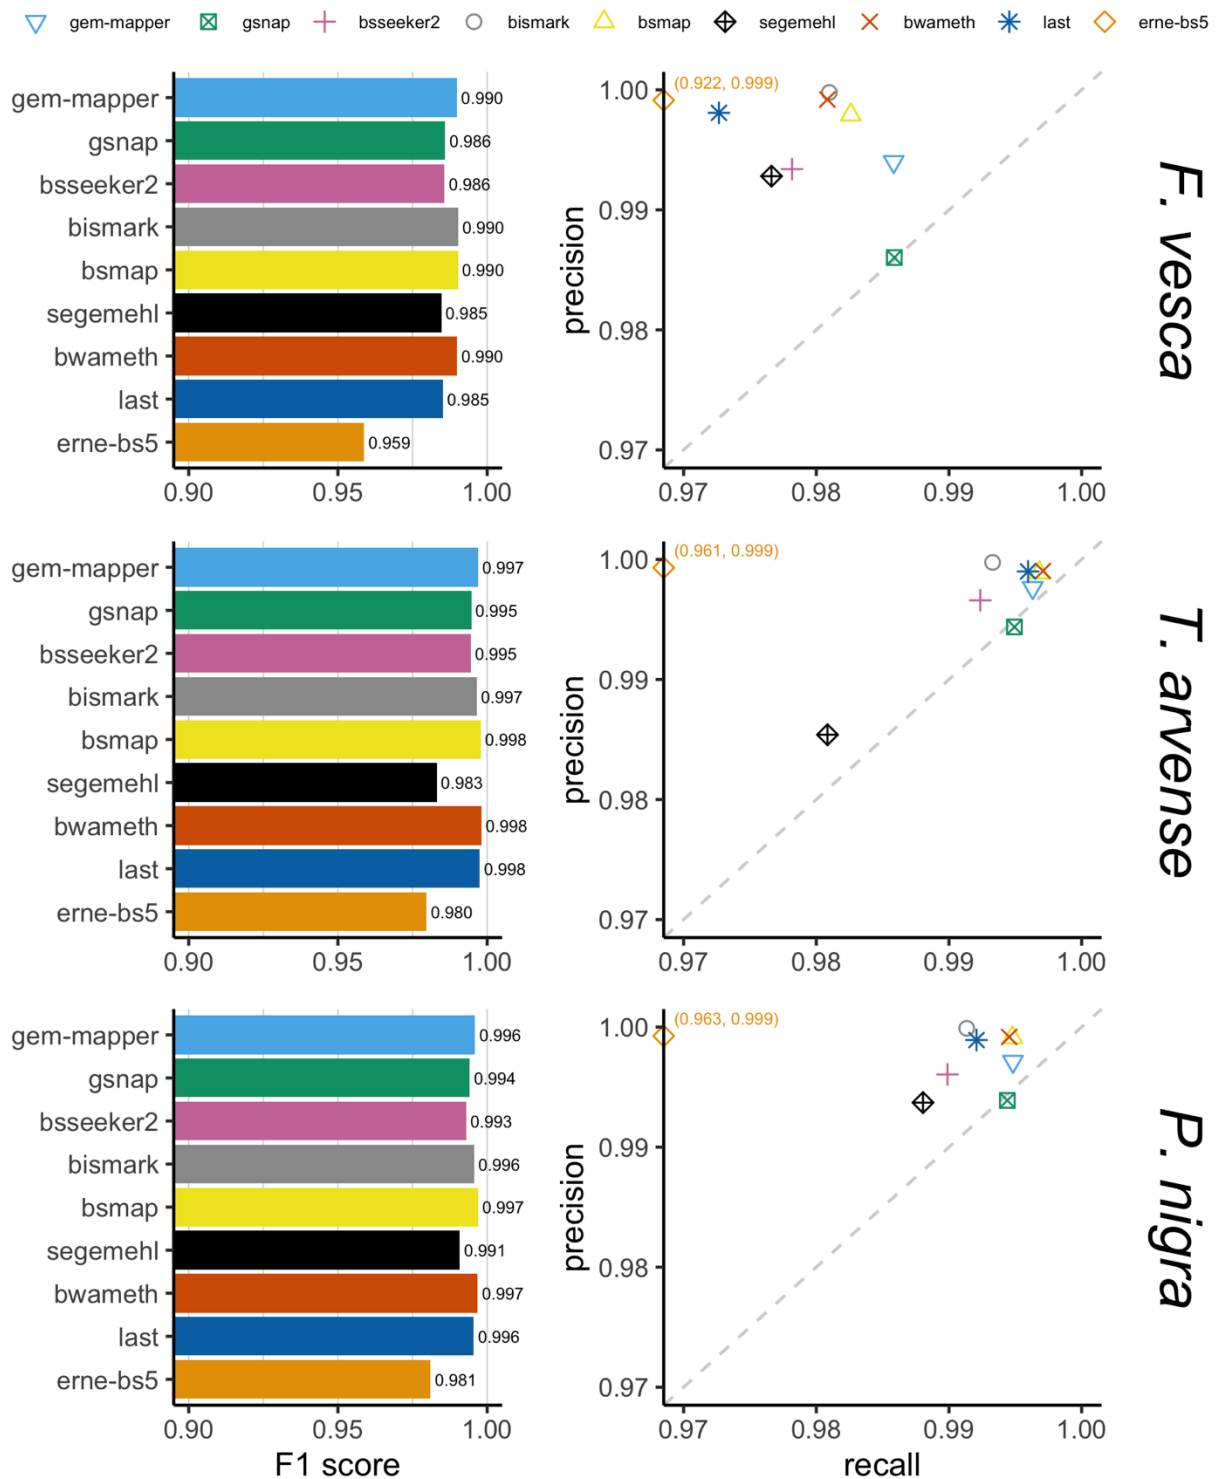 gem-mapper gsnap bsseeker2 bismark bsmap segemehl bwameth last erne-bs5
gem-mapper 0.990
gsnap 0.986
bsseeker2 0.986
bismark 0.990
bsmap 0.990
segemehl 0.985
bwameth 0.990
last 0.985
erne-bs5 0.959
0.90 0.95 1.00
precision
1.00
0.99
0.98
0.97
(0.922, 0.999)
0.97 0.98 0.99 1.00
F. vesca
gem-mapper 0.997
gsnap 0.995
bsseeker2 0.995
bismark 0.997
bsmap 0.998
segemehl 0.983
bwameth 0.998
last 0.998
erne-bs5 0.980
0.90 0.95 1.00
precision
1.00
0.99
0.98
0.97
(0.961, 0.999)
0.97 0.98 0.99 1.00
T. arvense
gem-mapper 0.996
gsnap 0.994
bsseeker2 0.993
bismark 0.996
bsmap 0.997
segemehl 0.991
bwameth 0.997
last 0.996
erne-bs5 0.981
0.90 0.95 1.00
F1 score
precision
1.00
0.99
0.98
0.97
(0.963, 0.999)
0.97 0.98 0.99 1.00
recall
P. nigra